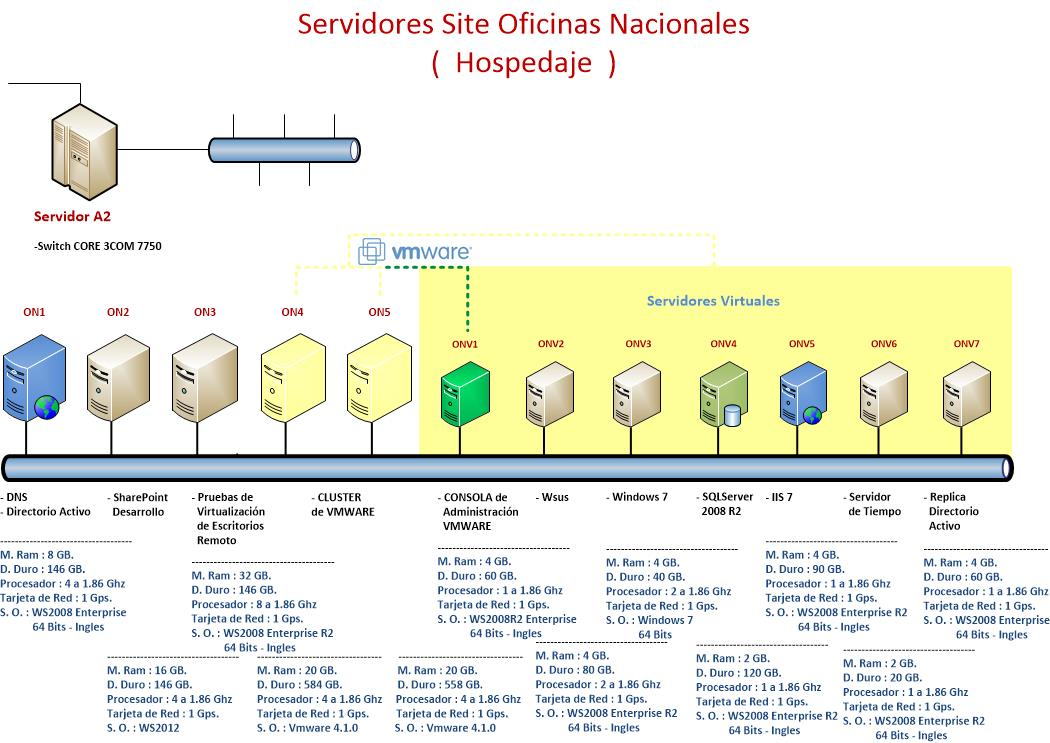 Servidores Site Oficinas Nacionales
( Hospedaje )
Servidor A2
-Switch CORE 3COM 7750
vmware
Servidores Virtuales
ON1
ON2
ON3
ON4
ON5
ONV1
ONV2
ONV3
ONV4
ONV5
ONV6
ONV7
- DNS
- Directorio Activo
- SharePoint
Desarrollo
- Pruebas de
Virtualización
de Escritorios
Remoto
- CLUSTER
de VMWARE
- CONSOLA de
Administración
VMWARE
- Wsus
- Windows 7
- SQLServer
2008 R2
- IIS 7
- Servidor
de Tiempo
- Replica
Directorio
Activo
M. Ram : 8 GB.
D. Duro : 146 GB.
Procesador : 4 a 1.86 Ghz
Tarjeta de Red : 1 Gps.
S. O. : WS2008 Enterprise
64 Bits - Ingles
M. Ram : 32 GB.
D. Duro : 146 GB.
Procesador : 8 a 1.86 Ghz
Tarjeta de Red : 1 Gps.
S. O. : WS2008 Enterprise R2
64 Bits - Ingles
M. Ram : 4 GB.
D. Duro : 60 GB.
Procesador : 1 a 1.86 Ghz
Tarjeta de Red : 1 Gps.
S. O. : WS2008R2 Enterprise
64 Bits - Ingles
M. Ram : 4 GB.
D. Duro : 40 GB.
Procesador : 2 a 1.86 Ghz
Tarjeta de Red : 1 Gps.
S. O. : Windows 7
64 Bits
M. Ram : 4 GB.
D. Duro : 90 GB.
Procesador : 1 a 1.86 Ghz
Tarjeta de Red : 1 Gps.
S. O. : WS2008 Enterprise R2
64 Bits - Ingles
M. Ram : 4 GB.
D. Duro : 60 GB.
Procesador : 1 a 1.86 Ghz
Tarjeta de Red : 1 Gps.
S. O. : WS2008 Enterprise
64 Bits - Ingles
M. Ram : 16 GB.
D. Duro : 146 GB.
Procesador : 4 a 1.86 Ghz
Tarjeta de Red : 1 Gps.
S. O. : WS2012
M. Ram : 20 GB.
D. Duro : 584 GB.
Procesador : 4 a 1.86 Ghz
Tarjeta de Red : 1 Gps.
S. O. : Vmware 4.1.0
M. Ram : 20 GB.
D. Duro : 558 GB.
Procesador : 4 a 1.86 Ghz
Tarjeta de Red : 1 Gps.
S. O. : Vmware 4.1.0
M. Ram : 4 GB.
D. Duro : 80 GB.
Procesador : 2 a 1.86 Ghz
Tarjeta de Red : 1 Gps.
S. O. : WS2008 Enterprise R2
64 Bits - Ingles
M. Ram : 2 GB.
D. Duro : 120 GB.
Procesador : 1 a 1.86 Ghz
Tarjeta de Red : 1 Gps.
S. O. : WS2008 Enterprise R2
64 Bits - Ingles
M. Ram : 2 GB.
D. Duro : 20 GB.
Procesador : 1 a 1.86 Ghz
Tarjeta de Red : 1 Gps.
S. O. : WS2008 Enterprise R2
64 Bits - Ingles